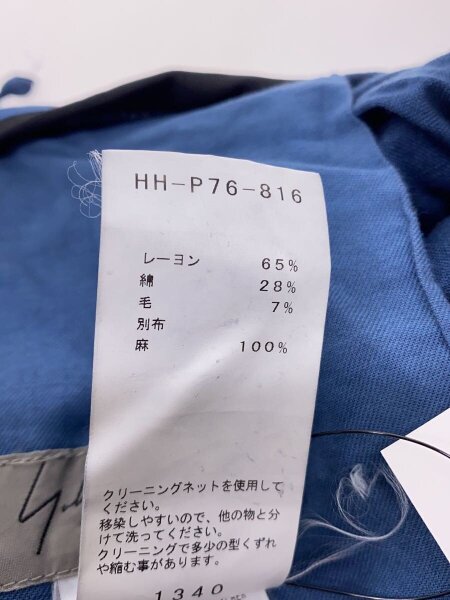 HH-P76-816
レーヨン 65%
綿 28%
毛 7%
別布
麻 100%
クリーニングネットを使用して
ください。
移染しやすいので、他の物と分
けて洗ってください。
クリーニングで多少の型くずれ
や縮む事があります。
1340